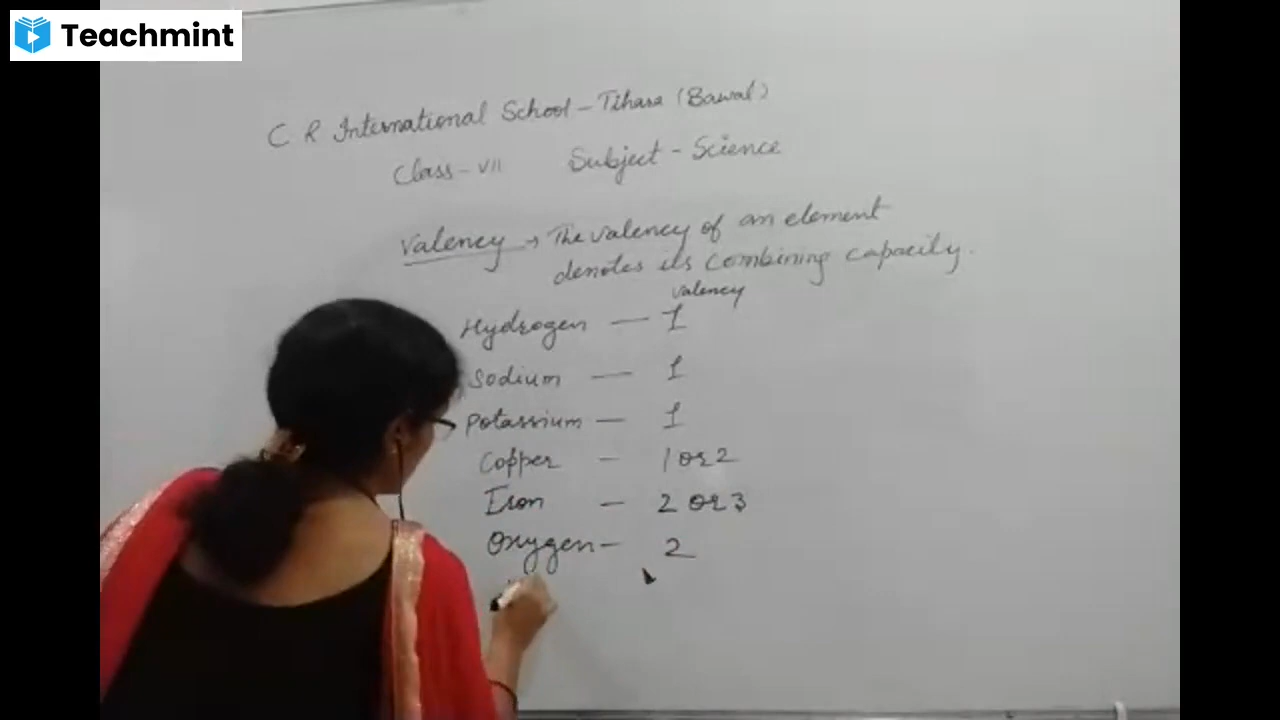 Teachmint
C R International School - Tihara (Bawal)
Class - VII Subject - Science
Valency → The valency of an element
denotes its combining capacity.
valency
Hydrogen — 1
Sodium — 1
Potassium — 1
Copper - 1 or 2
Iron - 2 or 3
Oxygen - 2